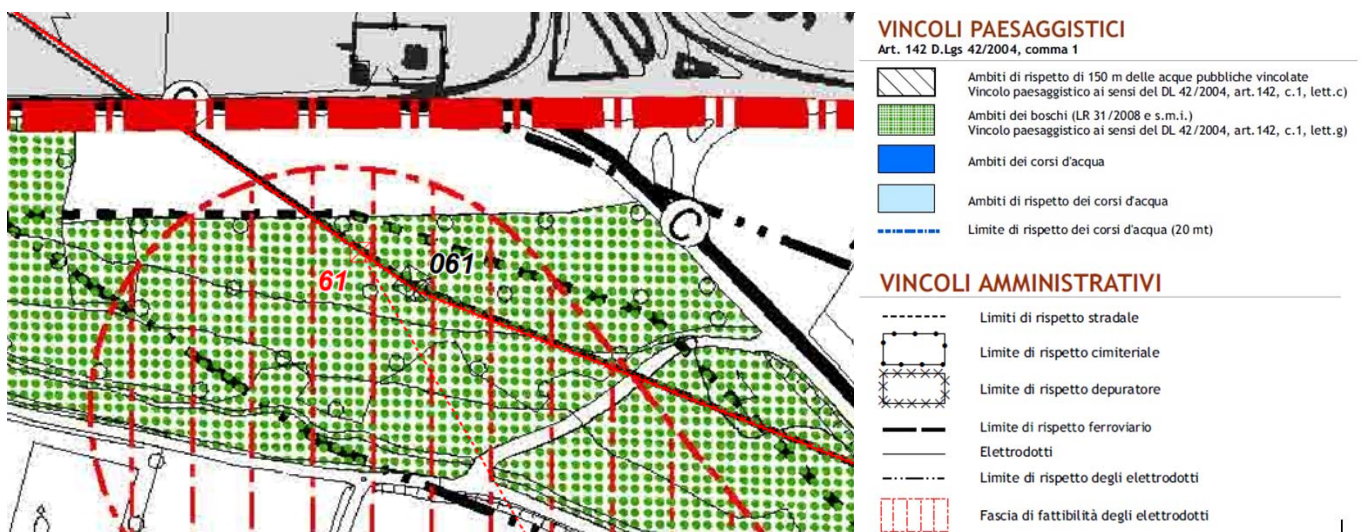 061
61
VINCOLI PAESAGGISTICI
Art. 142 D.Lgs 42/2004, comma 1
Ambiti di rispetto di 150 m delle acque pubbliche vincolate
Vincolo paesaggistico ai sensi del DL 42/2004, art.142, c.1, lett.c)
Ambiti dei boschi (LR 31/2008 e s.m.i.)
Vincolo paesaggistico ai sensi del DL 42/2004, art.142, c.1, lett.g)
Ambiti dei corsi d'acqua
Ambiti di rispetto dei corsi d'acqua
Limite di rispetto dei corsi d'acqua (20 mt)
VINCOLI AMMINISTRATIVI
Limiti di rispetto stradale
Limite di rispetto cimiteriale
Limite di rispetto depuratore
Limite di rispetto ferroviario
Elettrodotti
Limite di rispetto degli elettrodotti
Fascia di fattibilità degli elettrodotti